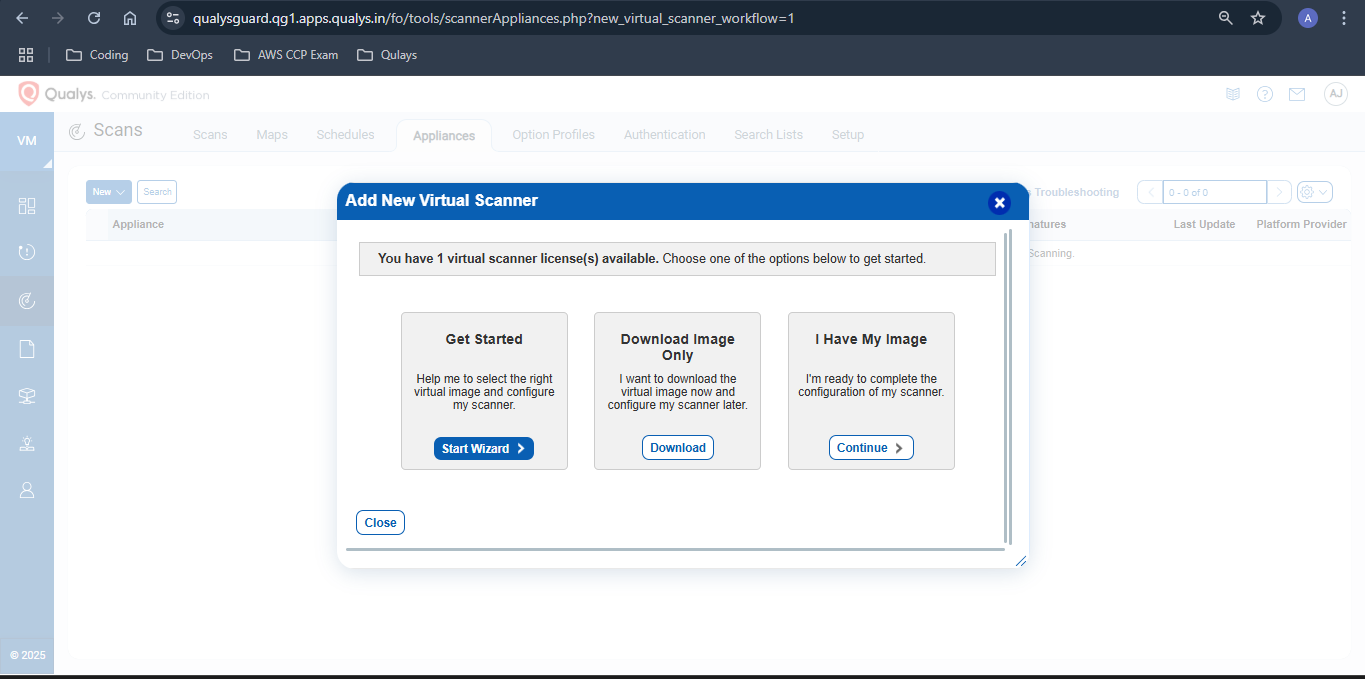 qualysguard.qg1.apps.qualys.in/fo/tools/scannerAppliances.php?new_virtual_scanner_workflow=1
A
Coding
DevOps
AWS CCP Exam
Qulays
Qualys. Community Edition
AJ
VM
Scans
Scans
Maps
Schedules
Appliances
Option Profiles
Authentication
Search Lists
Setup
New
Search
Troubleshooting
0 - 0 of 0
Appliance
Last Update
Platform Provider
Scanning.
Add New Virtual Scanner
You have 1 virtual scanner license(s) available. Choose one of the options below to get started.
Get Started
Help me to select the right
virtual image and configure
my scanner.
Start Wizard
Download Image
Only
I want to download the
virtual image now and
configure my scanner later.
Download
I Have My Image
I'm ready to complete the
configuration of my scanner.
Continue
Close
© 2025